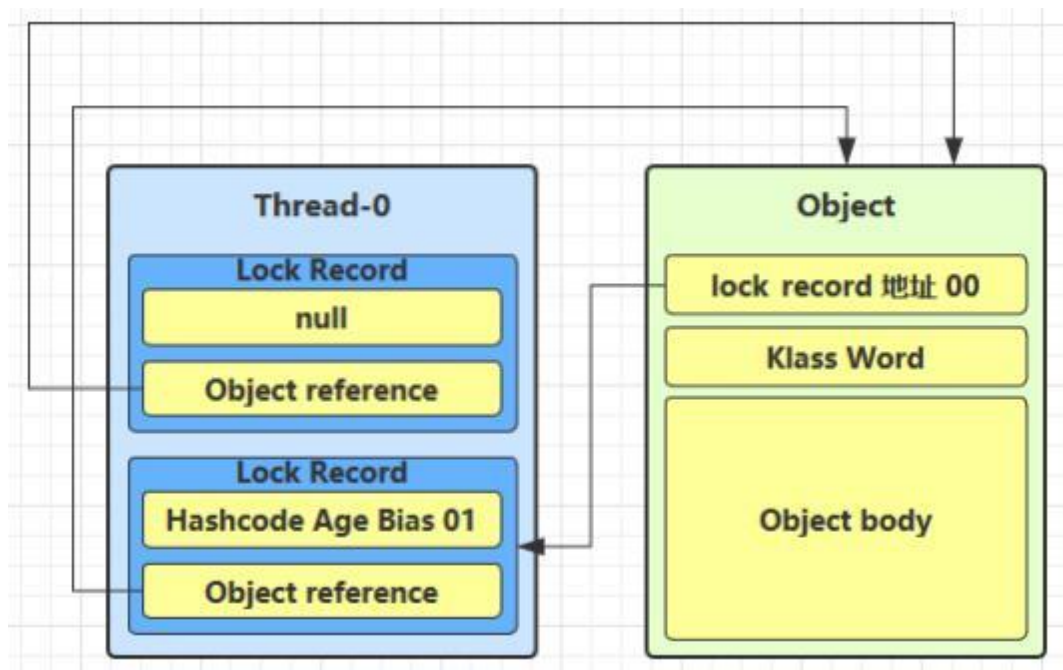 Thread-0
Lock Record
null
Object reference
Lock Record
Hashcode Age Bias 01
Object reference
Object
lock record 地址 00
Klass Word
Object body